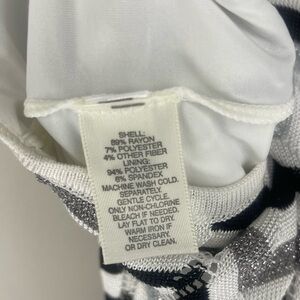 SHELL:
89% RAYON
7% POLYESTER
4% OTHER FIBER
LINING:
94% POLYESTER
6% SPANDEX
MACHINE WASH COLD.
SEPARATELY.
GENTLE CYCLE.
ONLY NON-CHLORINE
BLEACH IF NEEDED.
LAY FLAT TO DRY.
WARM IRON IF
NECESSARY.
OR DRY CLEAN.